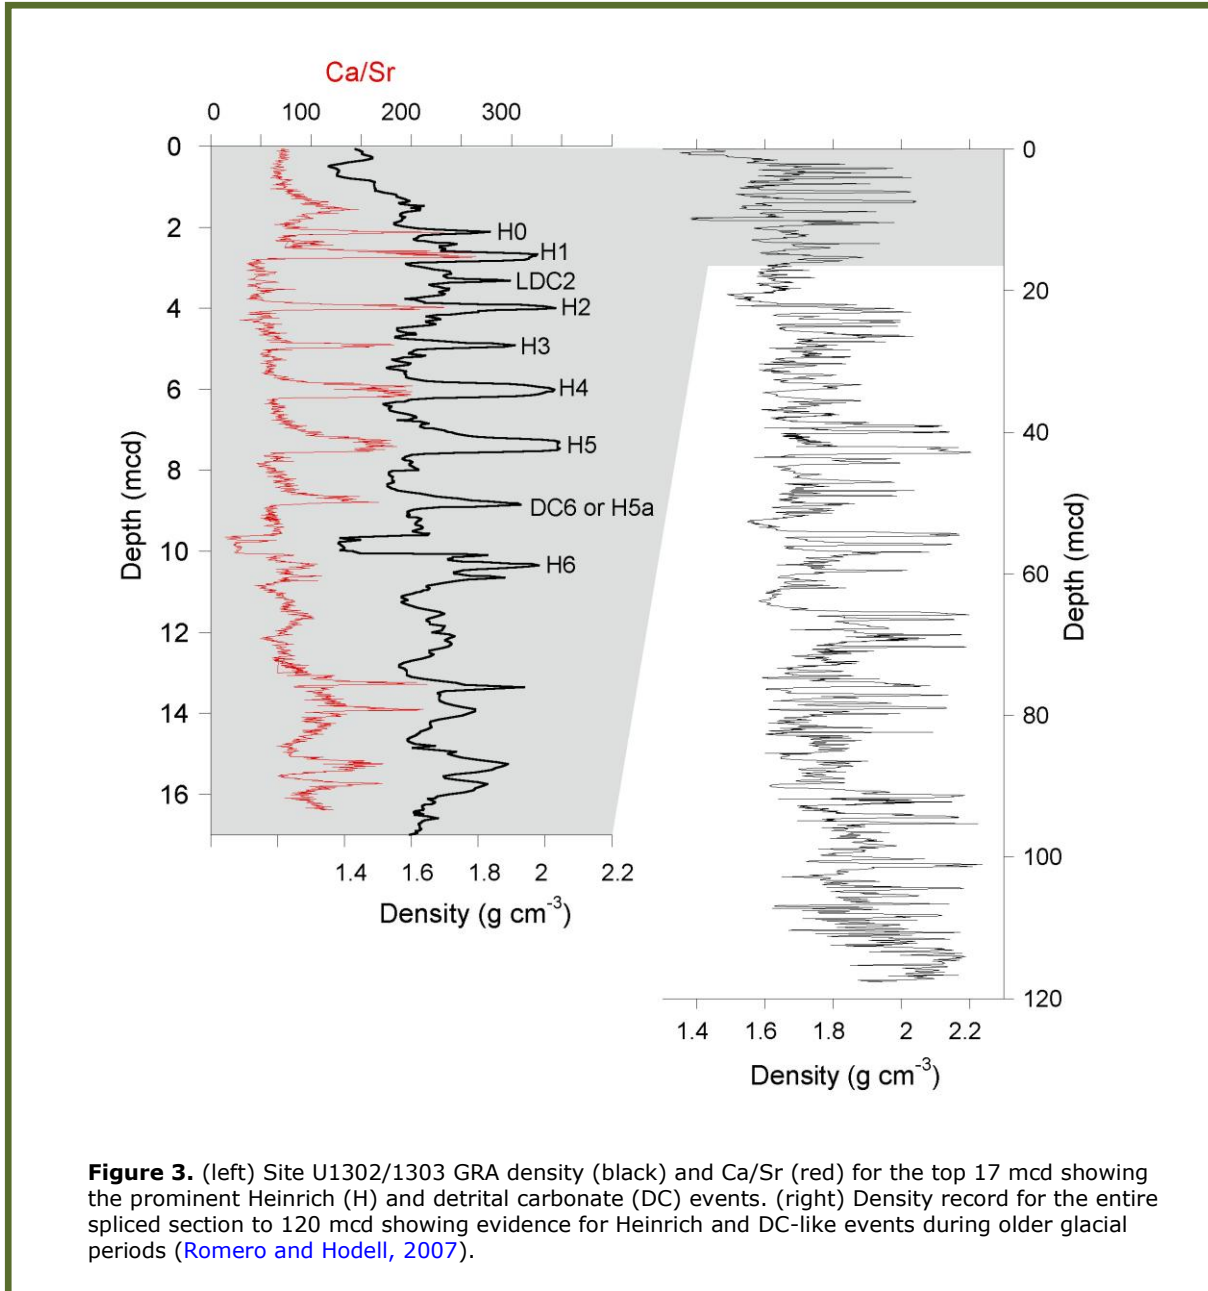 Ca/Sr
0 100 200 300
0
2
4
6
8
10
12
14
16
Depth (mcd)
H0
H1
LDC2
H2
H3
H4
H5
DC6 or H5a
H6
1.4 1.6 1.8 2 2.2
Density (g cm-3)
0
20
40
60
80
100
120
Depth (mcd)
1.4 1.6 1.8 2 2.2
Density (g cm-3)
Figure 3. (left) Site U1302/1303 GRA density (black) and Ca/Sr (red) for the top 17 mcd showing
the prominent Heinrich (H) and detrital carbonate (DC) events. (right) Density record for the entire
spliced section to 120 mcd showing evidence for Heinrich and DC-like events during older glacial
periods (Romero and Hodell, 2007).